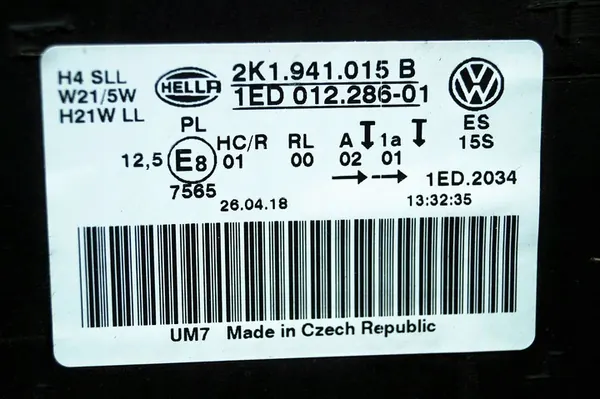 H4 SLL
W21/5W
H21W LL
HELLA
2K1.941.015 B
1ED 012.286-01
VW
ES
15S
PL
12,5 E8
7565
HC/R RL A 1a
01 00 02 01
1ED.2034
26.04.18 13:32:35
UM7 Made in Czech Republic